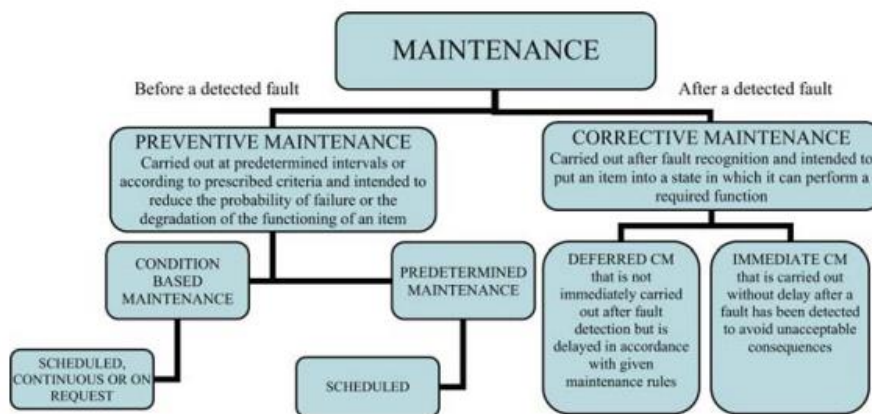 MAINTENANCE
Before a detected fault
After a detected fault
PREVENTIVE MAINTENANCE
Carried out at predetermined intervals or
according to prescribed criteria and intended to
reduce the probability of failure or the
degradation of the functioning of an item
CORRECTIVE MAINTENANCE
Carried out after fault recognition and intended to
put an item into a state in which it can perform a
required function
CONDITION
BASED
MAINTENANCE
PREDETERMINED
MAINTENANCE
DEFERRED CM
that is not
immediately carried
out after fault
detection but is
delayed in accordance
with given
maintenance rules
IMMEDIATE CM
that is carried out
without delay after a
fault has been detected
to avoid unacceptable
consequences
SCHEDULED,
CONTINUOUS OR ON
REQUEST
SCHEDULED